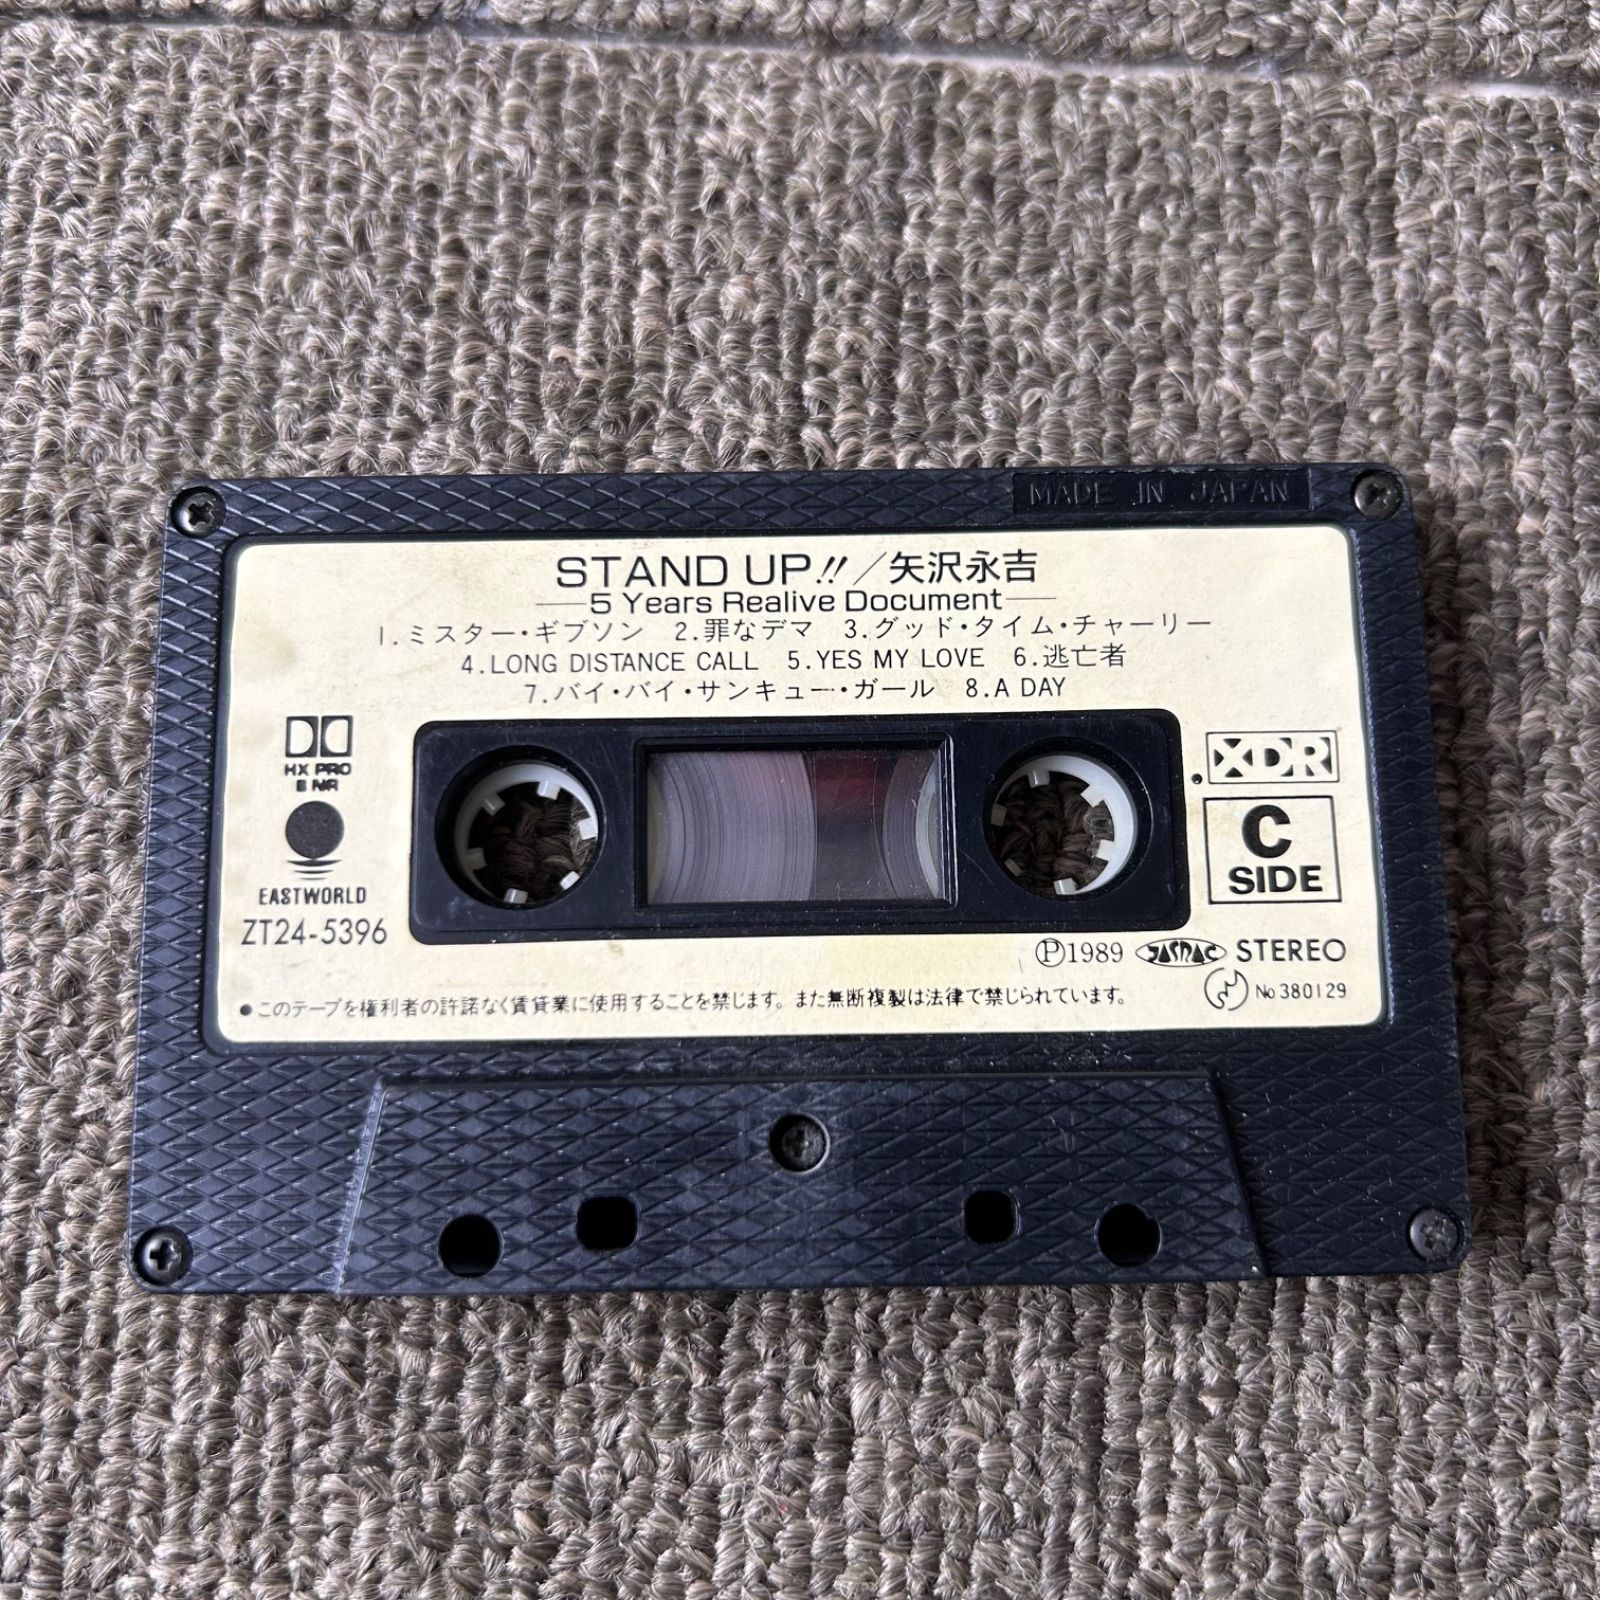 MADE IN JAPAN
STAND UP!!／矢沢永吉
5 Years Realive Document
1.ミスター・ギブソン 2.罪なデマ 3.グッド・タイム・チャーリー
4.LONG DISTANCE CALL 5.YES MY LOVE 6.逃亡者
7.バイ・バイ・サンキュー・ガール 8.A DAY
HX PRO
B NR
EASTWORLD
ZT24-5396
XDR
C
SIDE
Ⓟ1989 JASRAC STEREO
No 380129
●このテープを権利者の許諾なく賃貸業に使用することを禁じます。また無断複製は法律で禁じられています。